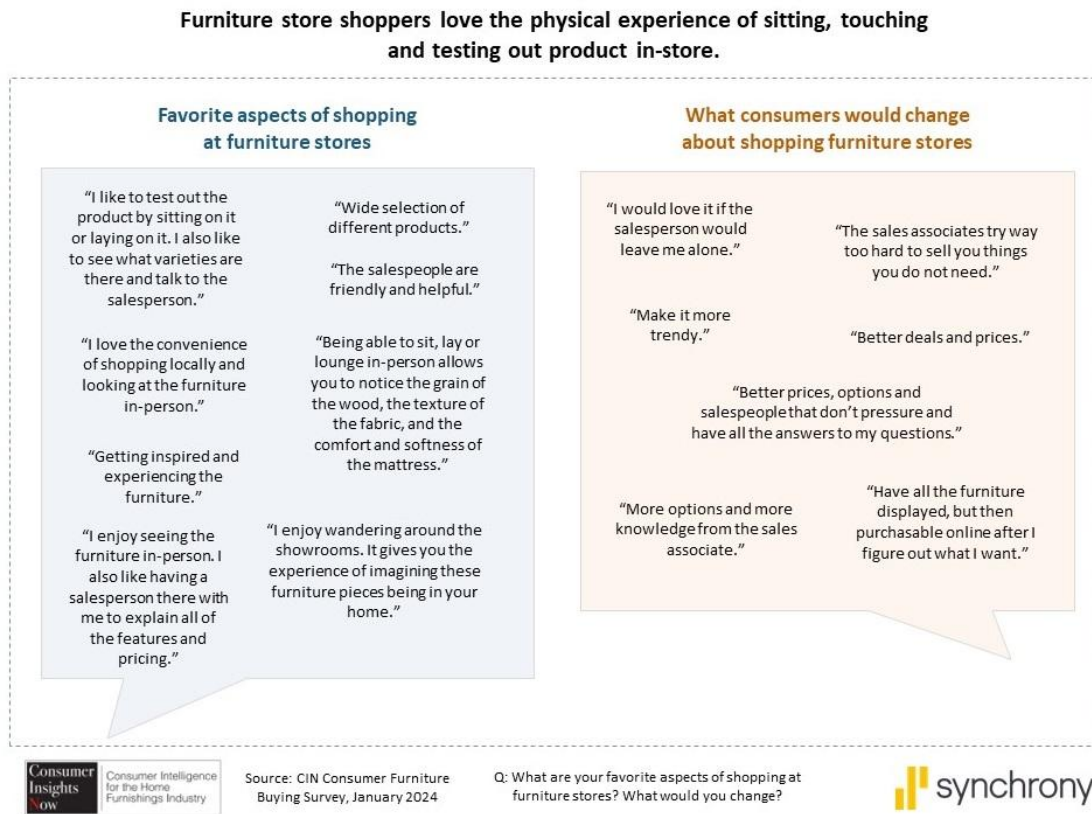 Furniture store shoppers love the physical experience of sitting, touching
and testing out product in-store.
Favorite aspects of shopping
at furniture stores
“I like to test out the
product by sitting on it
or laying on it. I also like
to see what varieties are
there and talk to the
salesperson.”
“Wide selection of
different products.”
“The salespeople are
friendly and helpful.”
“I love the convenience
of shopping locally and
looking at the furniture
in-person.”
“Being able to sit, lay or
lounge in-person allows
you to notice the grain of
the wood, the texture of
the fabric, and the
comfort and softness of
the mattress.”
“Getting inspired and
experiencing the
furniture.”
“I enjoy seeing the
furniture in-person. I
also like having a
salesperson there with
me to explain all of
the features and
pricing.”
“I enjoy wandering around the
showrooms. It gives you the
experience of imagining these
furniture pieces being in your
home.”
What consumers would change
about shopping furniture stores
“I would love it if the
salesperson would
leave me alone.”
“The sales associates try way
too hard to sell you things
you do not need.”
“Make it more
trendy.”
“Better deals and prices.”
“Better prices, options and
salespeople that don’t pressure and
have all the answers to my questions.”
“More options and more
knowledge from the sales
associate.”
“Have all the furniture
displayed, but then
purchasable online after I
figure out what I want.”
Consumer
Insights
Now
Consumer Intelligence
for the Home
Furnishings Industry
Source: CIN Consumer Furniture
Buying Survey, January 2024
Q: What are your favorite aspects of shopping at
furniture stores? What would you change?
synchrony